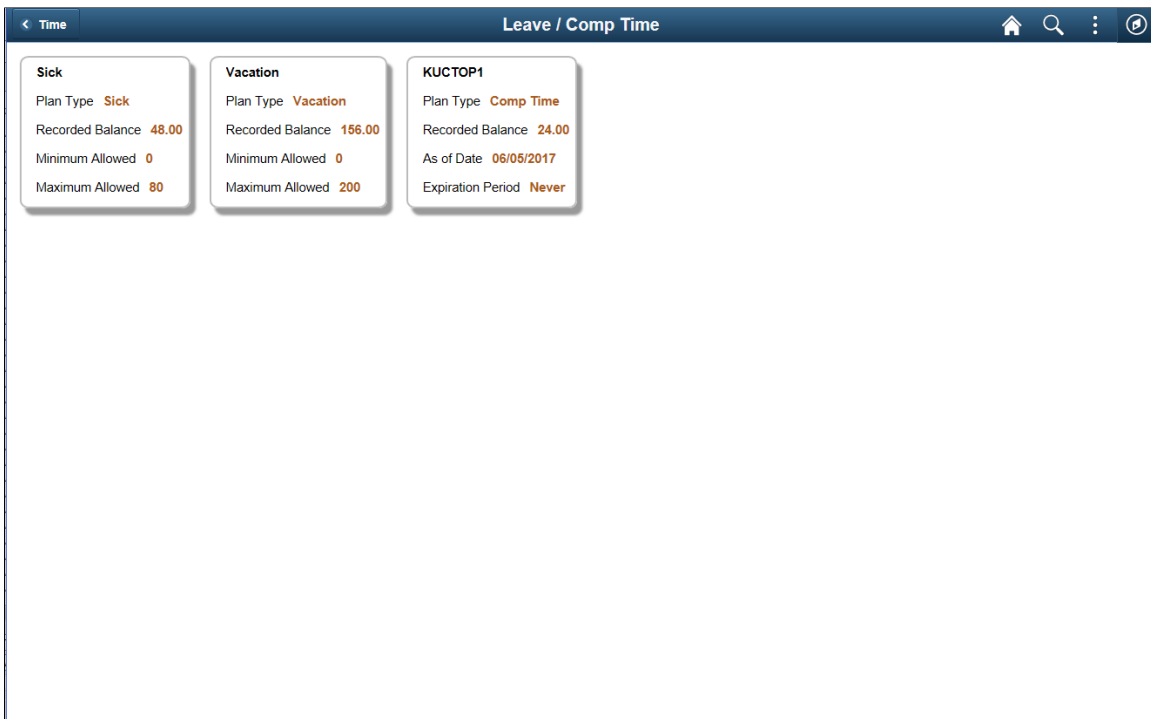 Time
Leave / Comp Time
Sick
Plan Type Sick
Recorded Balance 48.00
Minimum Allowed 0
Maximum Allowed 80
Vacation
Plan Type Vacation
Recorded Balance 156.00
Minimum Allowed 0
Maximum Allowed 200
KUCTOP1
Plan Type Comp Time
Recorded Balance 24.00
As of Date 06/05/2017
Expiration Period Never